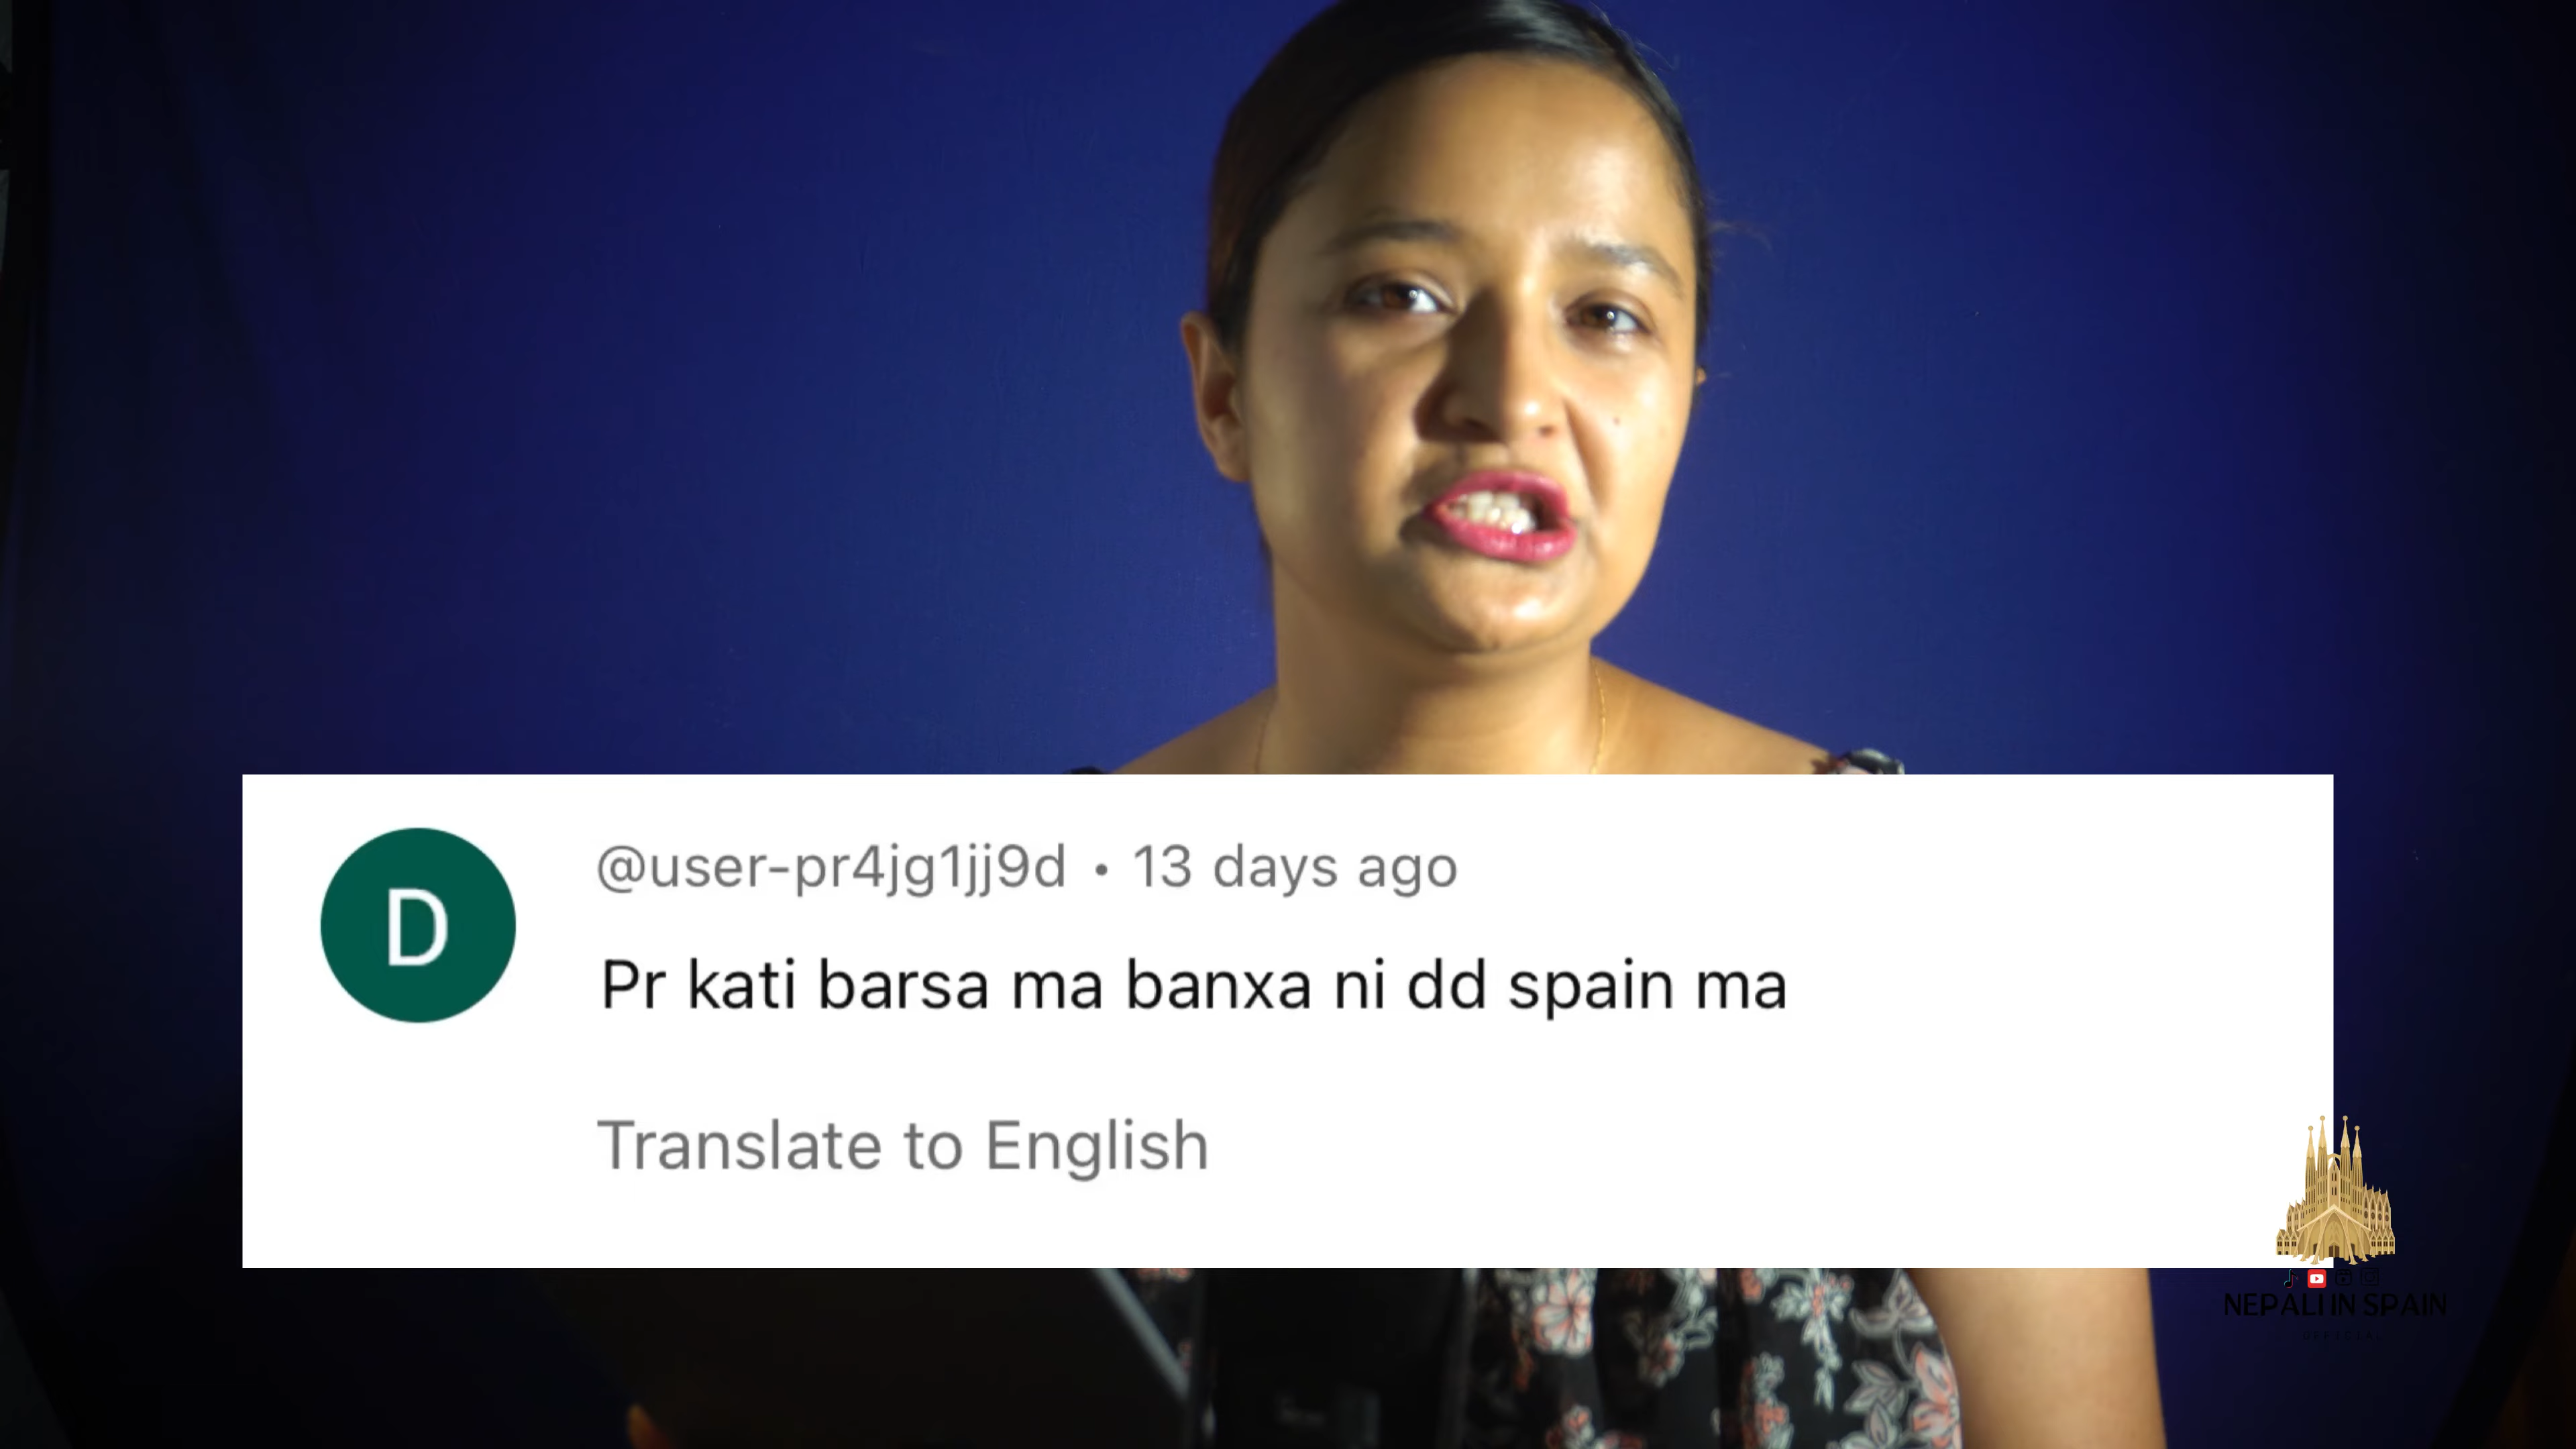 D
@user-pr4jg1jj9d • 13 days ago
Pr kati barsa ma banxa ni dd spain ma
Translate to English
NEPALI IN SPAIN
OFFICIAL